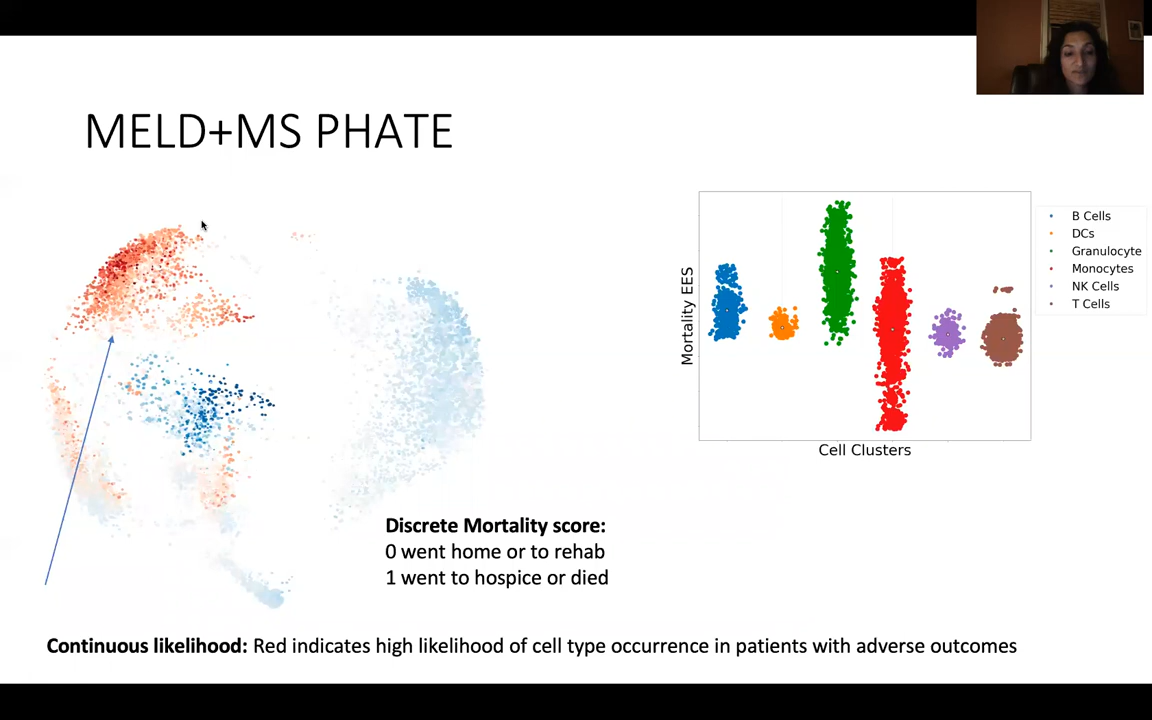 MELD+MS PHATE
Mortality EES
Cell Clusters
B Cells
DCs
Granulocyte
Monocytes
NK Cells
T Cells
Discrete Mortality score:
0 went home or to rehab
1 went to hospice or died
Continuous likelihood: Red indicates high likelihood of cell type occurrence in patients with adverse outcomes